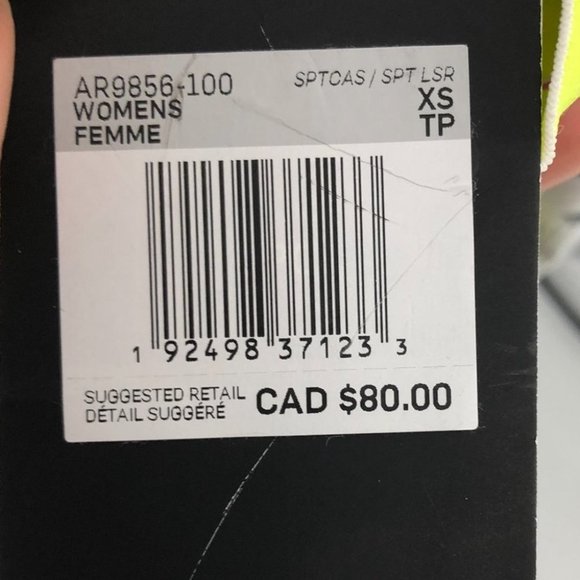 AR9856-100
SPTCAS / SPT LSR
WOMENS
XS
FEMME
TP
1 92498 37123 3
SUGGESTED RETAIL
DÉTAIL SUGGÉRÉ
CAD $80.00